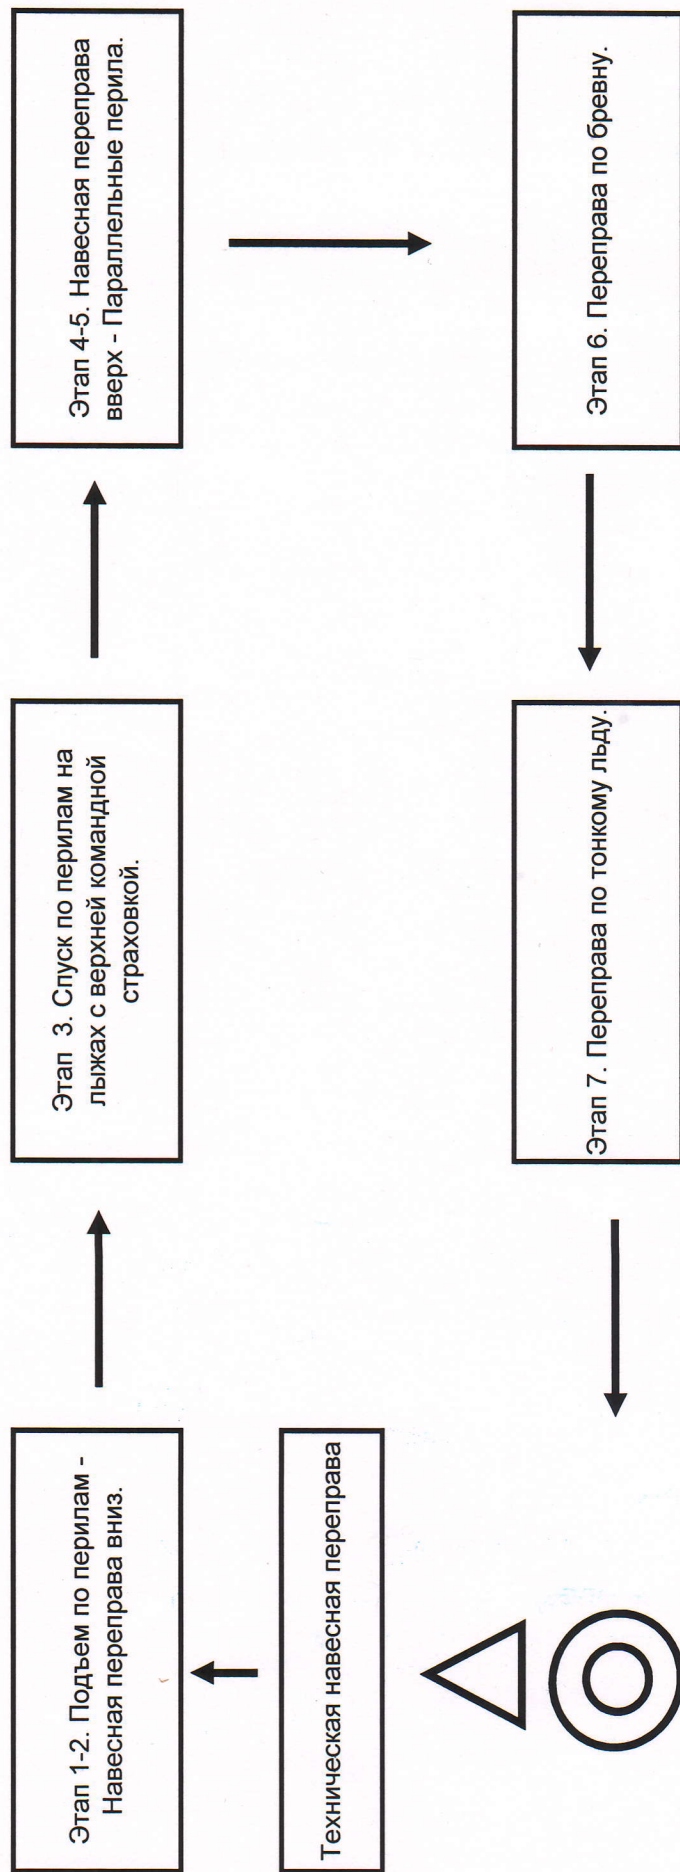 Этап 1-2. Подъем по перилам -
Навесная переправа вниз.
Этап  3. Спуск по перилам на
лыжах с верхней командной
страховкой.
Этап 4-5. Навесная переправа
вверх - Параллельные перила.
Техническая навесная переправа
Этап 7. Переправа по тонкому льду.
Этап 6. Переправа по бревну.